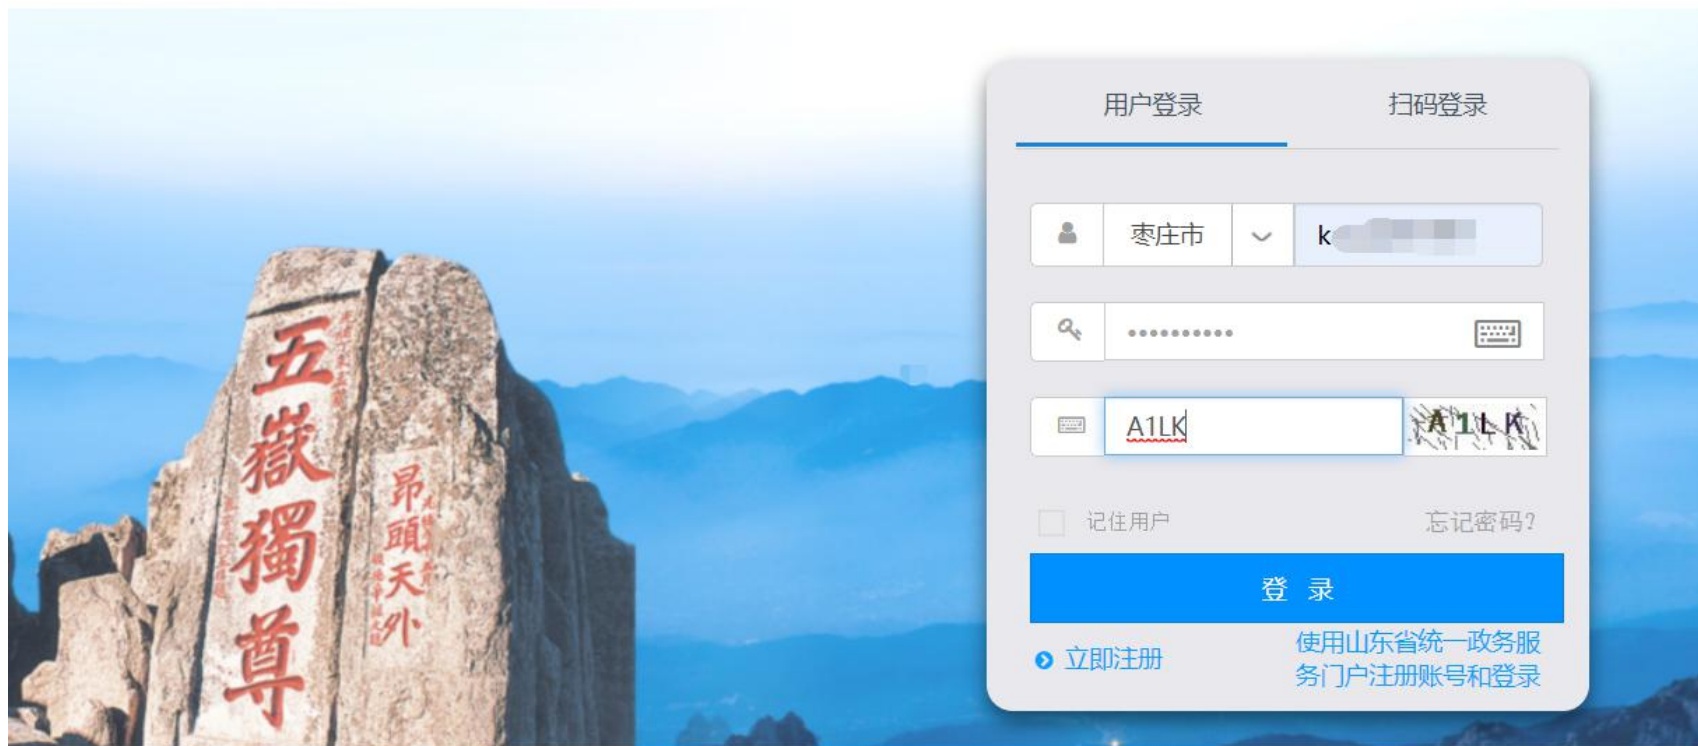 用户登录
扫码登录
枣庄市
k
A1LK
A1LK
记住用户
忘记密码?
登 录
立即注册
使用山东省统一政务服
务门户注册账号和登录
五嶽獨尊
昂頭天外